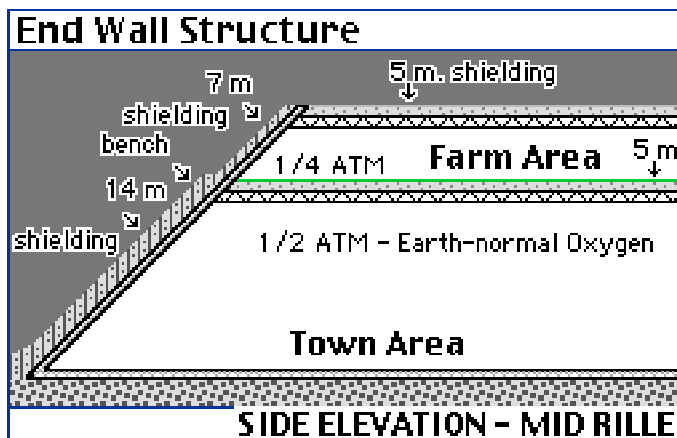 End Wall Structure
7 m
shielding
5 m. shielding
bench
14 m
shielding
1/4 ATM
Farm Area
5 m
1/2 ATM - Earth-normal Oxygen
Town Area
SIDE ELEVATION - MID RILLE